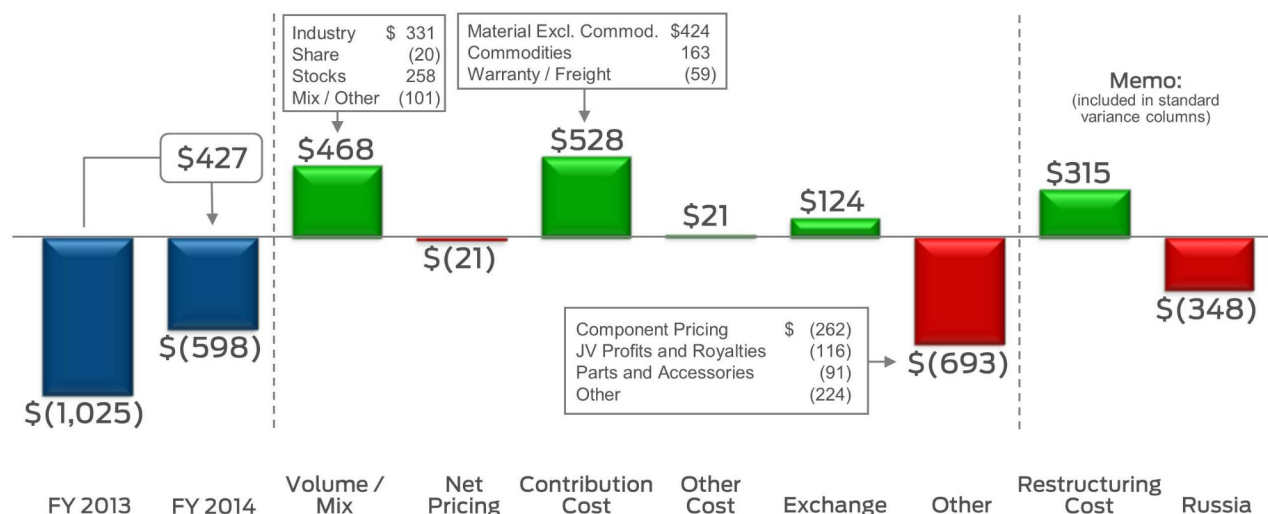 Industry $ 331
Share (20)
Stocks 258
Mix / Other (101)
Material Excl. Commod. $424
Commodities 163
Warranty / Freight (59)
Memo:
(included in standard
variance columns)
$427
$468
$528
$21
$124
$315
$(21)
$(598)
$(1,025)
Component Pricing $ (262)
JV Profits and Royalties (116)
Parts and Accessories (91)
Other (224)
$(693)
$(348)
FY 2013
FY 2014
Volume /
Mix
Net
Pricing
Contribution
Cost
Other
Cost
Exchange
Other
Restructuring
Cost
Russia